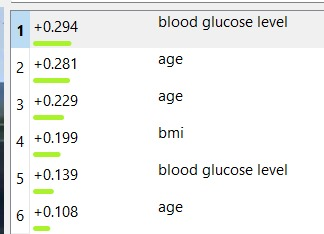 1 +0.294 blood glucose level
2 +0.281 age
3 +0.229 age
4 +0.199 bmi
5 +0.139 blood glucose level
6 +0.108 age